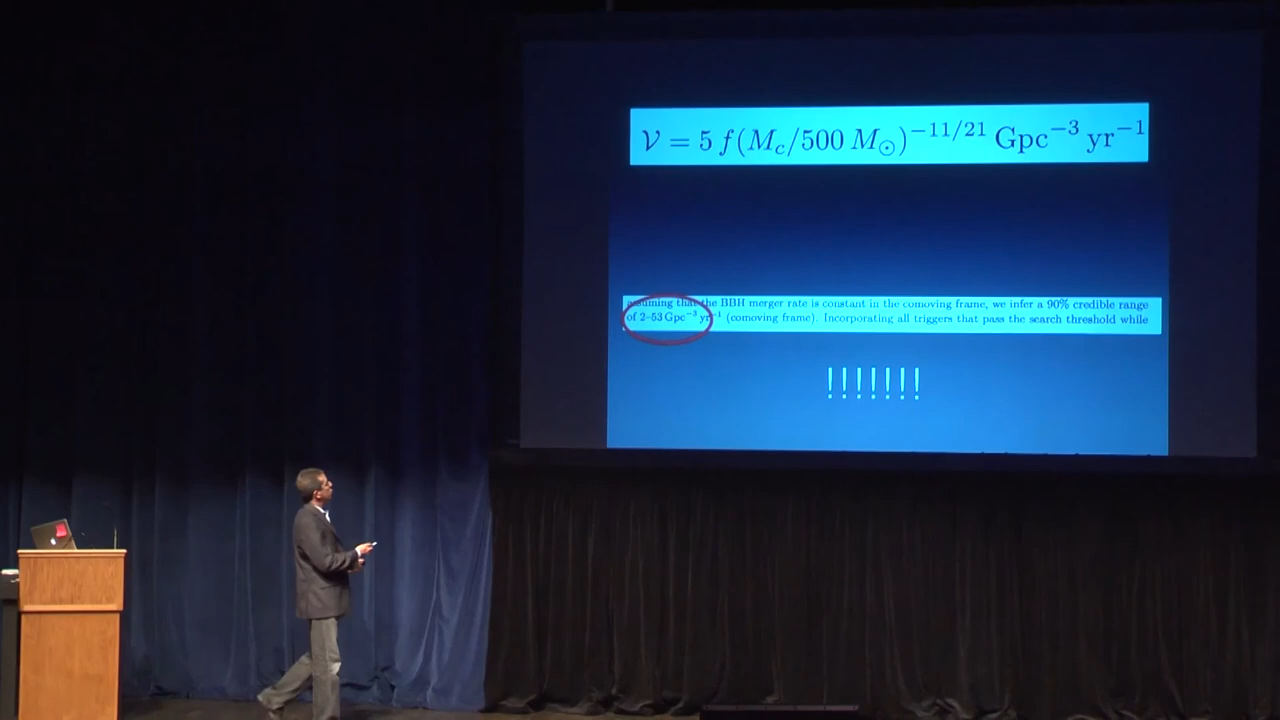 𝒱 = 5 f(M_c/500 M_⊙)^{−11/21} Gpc^{−3} yr^{−1}
assuming that the BBH merger rate is constant in the comoving frame, we infer a 90% credible range
of 2–53 Gpc^{−3} yr^{−1} (comoving frame). Incorporating all triggers that pass the search threshold while
!!!!!!!